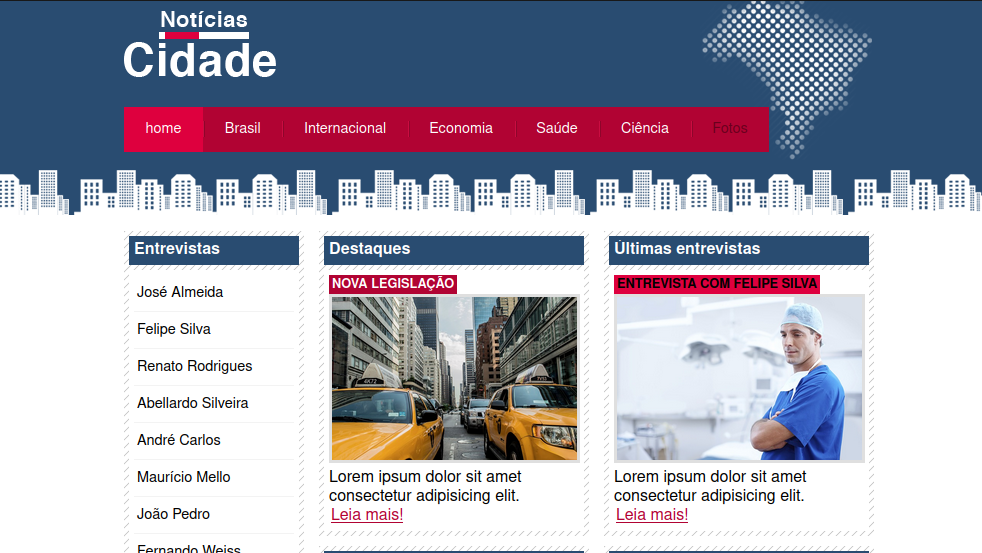 Notícias
Cidade
home Brasil Internacional Economia Saúde Ciência Fotos
Entrevistas
José Almeida
Felipe Silva
Renato Rodrigues
Abellardo Silveira
André Carlos
Maurício Mello
João Pedro
Fernando Weiss
Destaques
NOVA LEGISLAÇÃO
4K72
Lorem ipsum dolor sit amet
consectetur adipisicing elit.
Leia mais!
Últimas entrevistas
ENTREVISTA COM FELIPE SILVA
Lorem ipsum dolor sit amet
consectetur adipisicing elit.
Leia mais!